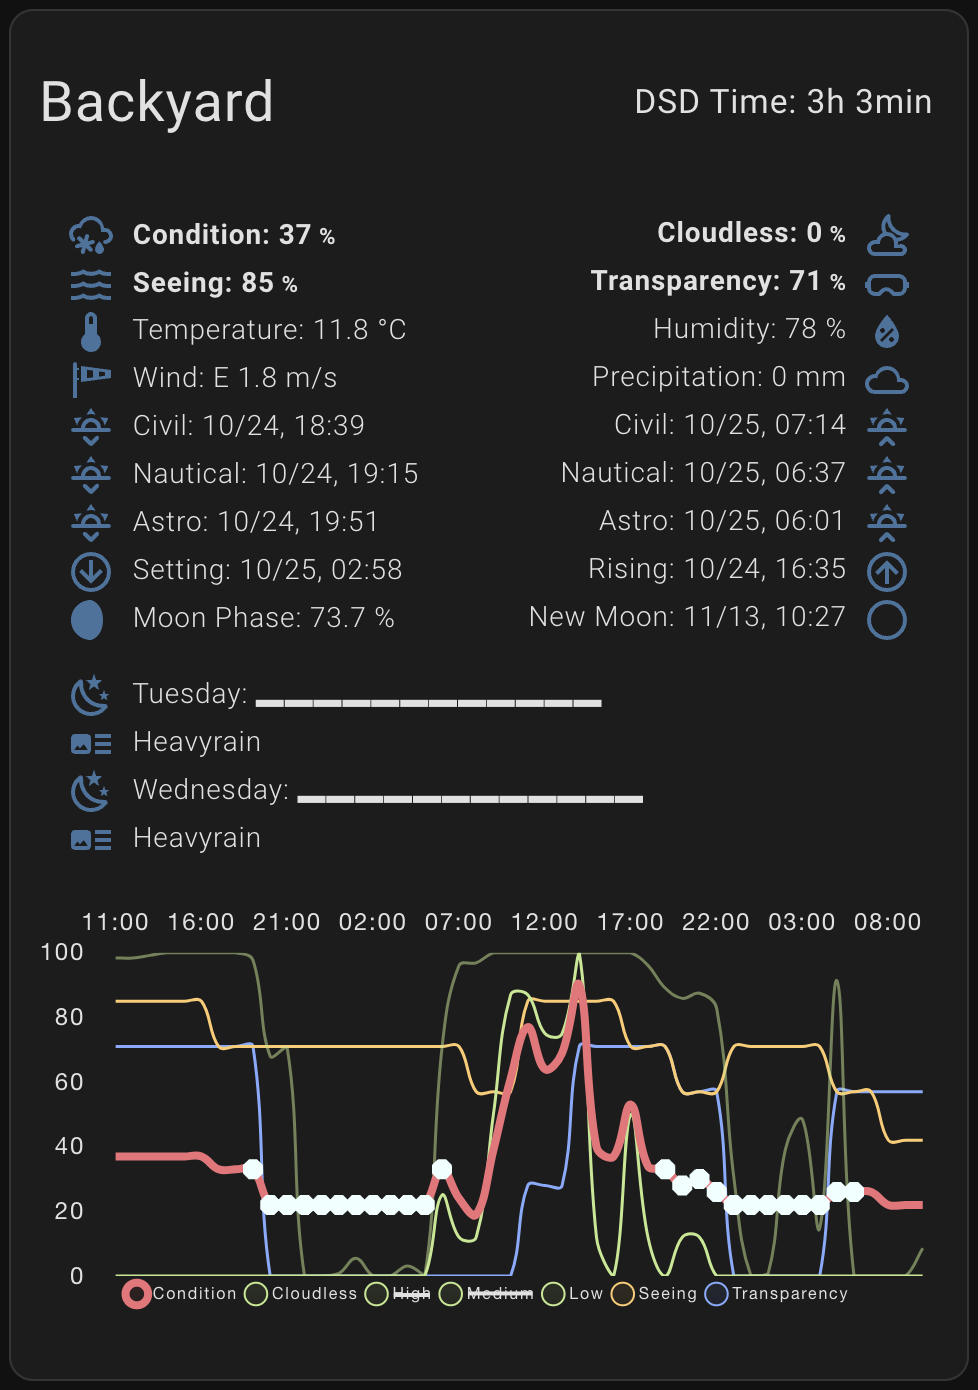 Backyard
DSD Time: 3h 3min
Condition: 37 %
Cloudless: 0 %
Seeing: 85 %
Transparency: 71 %
Temperature: 11.8 °C
Humidity: 78 %
Wind: E 1.8 m/s
Precipitation: 0 mm
Civil: 10/24, 18:39
Civil: 10/25, 07:14
Nautical: 10/24, 19:15
Nautical: 10/25, 06:37
Astro: 10/24, 19:51
Astro: 10/25, 06:01
Setting: 10/25, 02:58
Rising: 10/24, 16:35
Moon Phase: 73.7 %
New Moon: 11/13, 10:27
Tuesday: ▁▁▁▁▁▁▁▁▁▁▁▁
Heavyrain
Wednesday: ▁▁▁▁▁▁▁▁▁▁▁▁
Heavyrain
11:00 16:00 21:00 02:00 07:00 12:00 17:00 22:00 03:00 08:00
100
80
60
40
20
0
Condition Cloudless High Medium Low Seeing Transparency